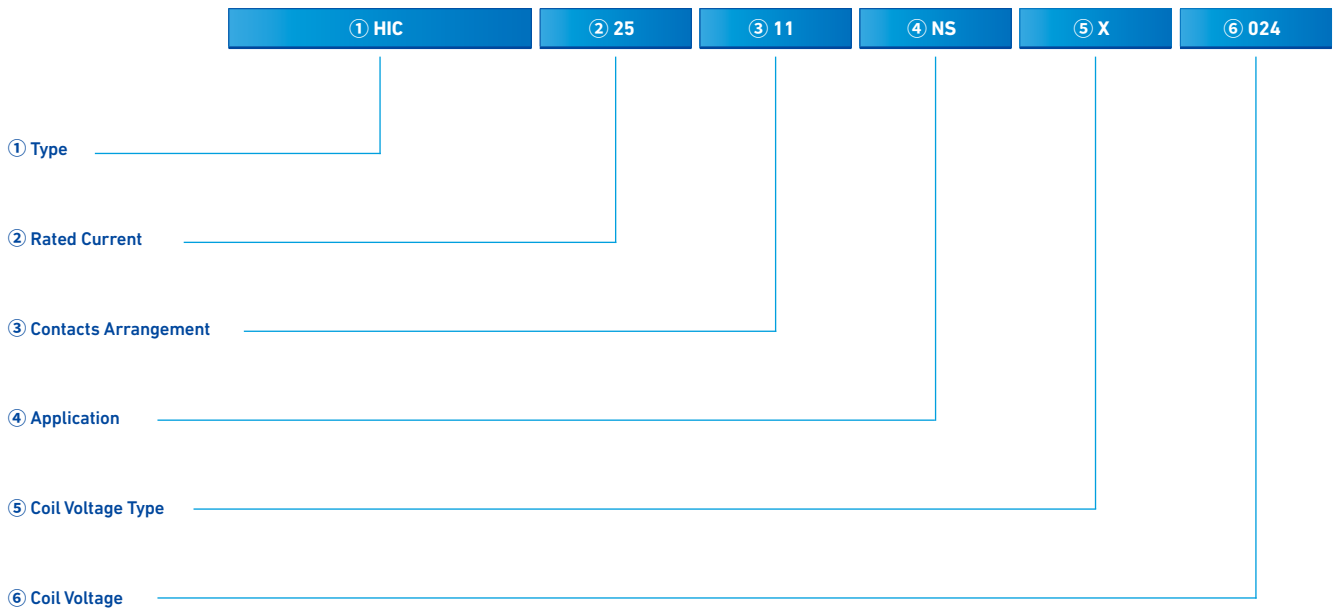 ① HIC ② 25 ③ 11 ④ NS ⑤ X ⑥ 024
① Type
② Rated Current
③ Contacts Arrangement
④ Application
⑤ Coil Voltage Type
⑥ Coil Voltage